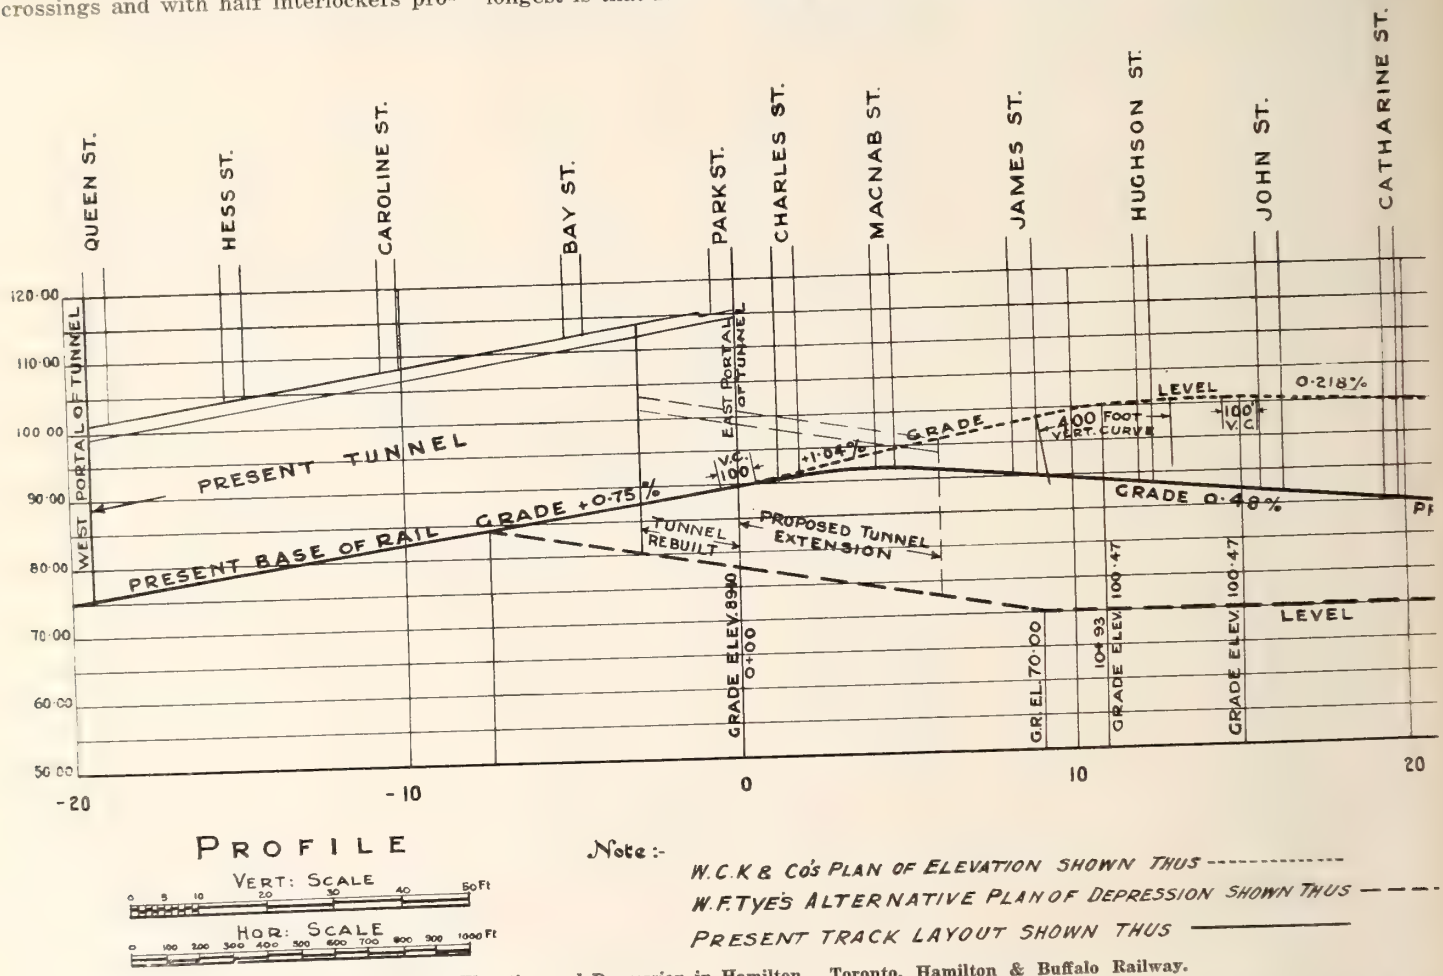 crossings and with half interlockers pro- longest is that
QUEEN ST.
HESS ST.
CAROLINE ST.
BAY ST.
PARK ST.
CHARLES ST.
MACNAB ST.
JAMES ST.
HUGHSON ST.
JOHN ST.
CATHARINE ST.
120.00
110.00
100.00
90.00
80.00
70.00
60.00
50.00
WEST PORTAL OF TUNNEL
EAST PORTAL
OF TUNNEL
PRESENT TUNNEL
PRESENT BASE OF RAIL
GRADE +0.75%
V.C.
100'
+1.04%
GRADE
LEVEL
0.218%
400 FOOT
VERT. CURVE
100'
V.C.
GRADE 0.48%
TUNNEL
REBUILT
PROPOSED TUNNEL
EXTENSION
GRADE ELEV.
0+00
G.R.EL. 70.00
10+93
GRADE ELEV. 100.47
GRADE ELEV. 100.47
LEVEL
-20
-10
0
10
20
PROFILE
VERT: SCALE
0 5 10 20 30 40 50 Ft
HOR: SCALE
0 100 200 300 400 500 600 700 800 900 1000 Ft
Note:-
W.C.K & Co's PLAN OF ELEVATION SHOWN THUS
W.F. TYE'S ALTERNATIVE PLAN OF DEPRESSION SHOWN THUS
PRESENT TRACK LAYOUT SHOWN THUS
in Hamilton, Toronto, Hamilton & Buffalo Railway.